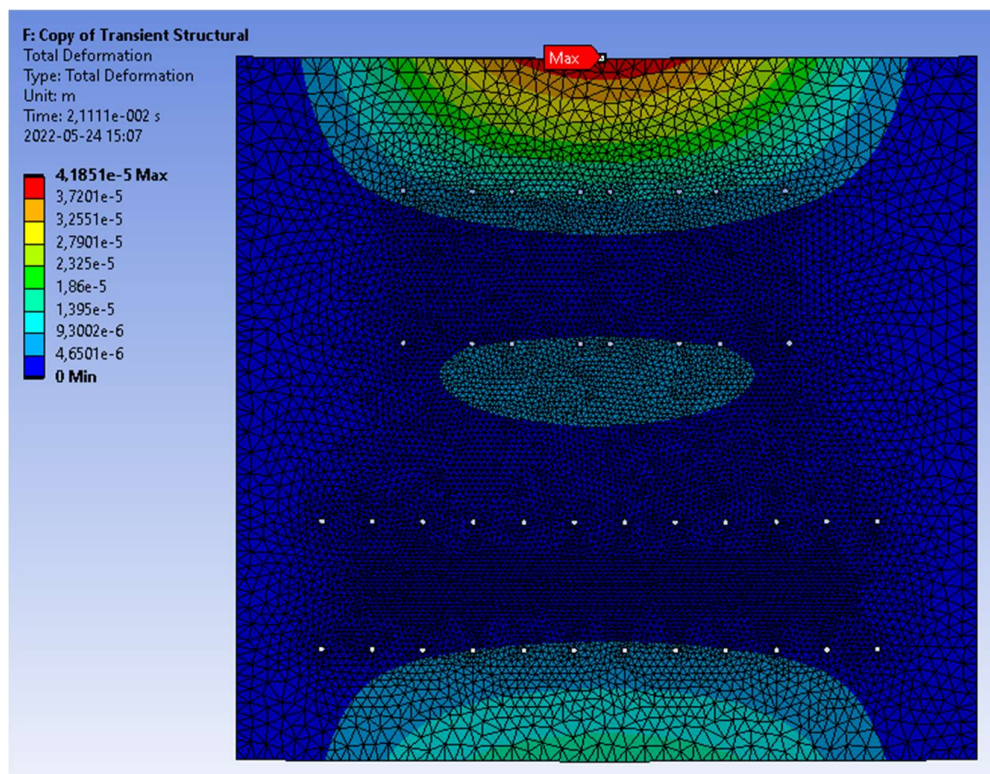 F: Copy of Transient Structural
Total Deformation
Type: Total Deformation
Unit: m
Time: 2,1111e-002 s
2022-05-24 15:07
Max
4,1851e-5 Max
3,7201e-5
3,2551e-5
2,7901e-5
2,325e-5
1,86e-5
1,395e-5
9,3002e-6
4,6501e-6
0 Min